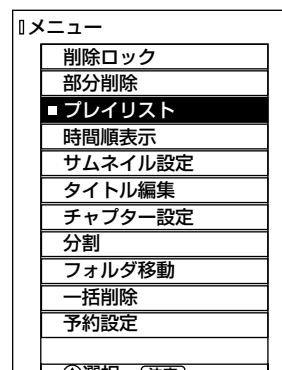 メニュー
削除ロック
部分削除
プレイリスト
時間順表示
サムネイル設定
タイトル編集
チャプター設定
分割
フォルダ移動
一括削除
予約設定
選択